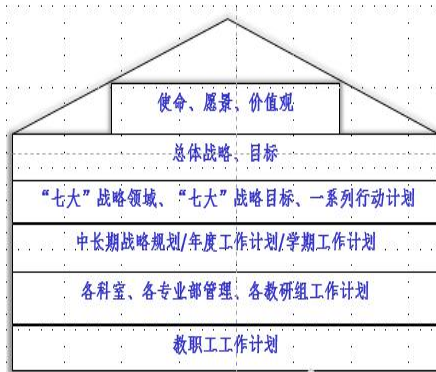 使命、愿景、价值观
总体战略、目标
“七大”战略领域、“七大”战略目标、一系列行动计划
中长期战略规划/年度工作计划/学期工作计划
各科室、各专业部管理、各教研组工作计划
教职工工作计划